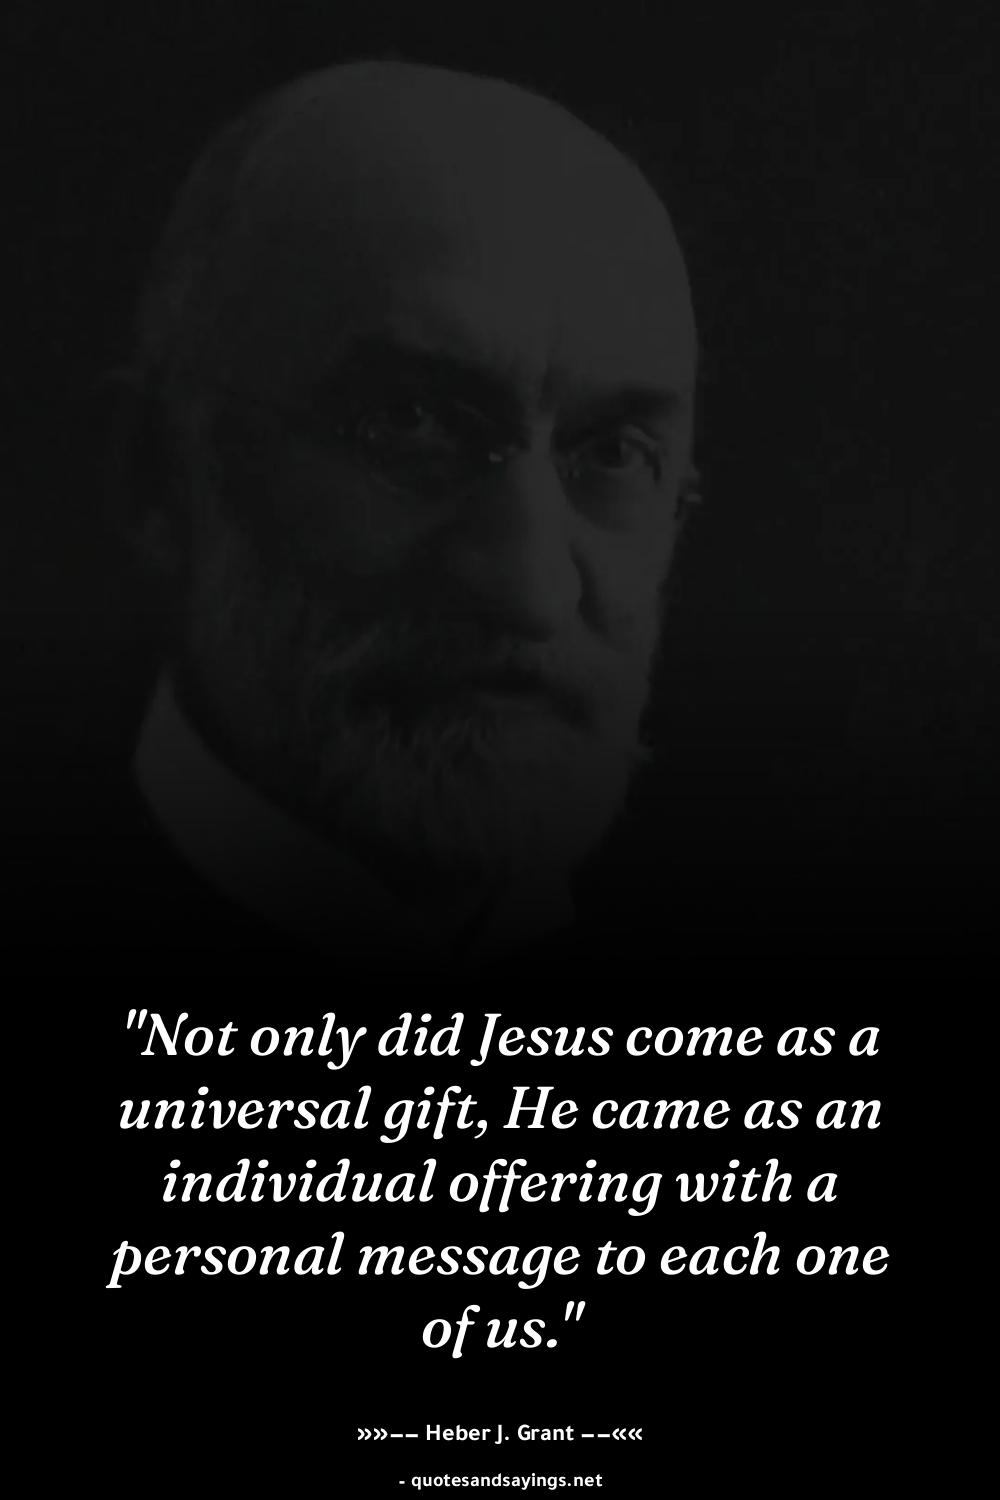 "Not only did Jesus come as a
universal gift, He came as an
individual offering with a
personal message to each one
of us."
»»−− Heber J. Grant −−««
- quotesandsayings.net